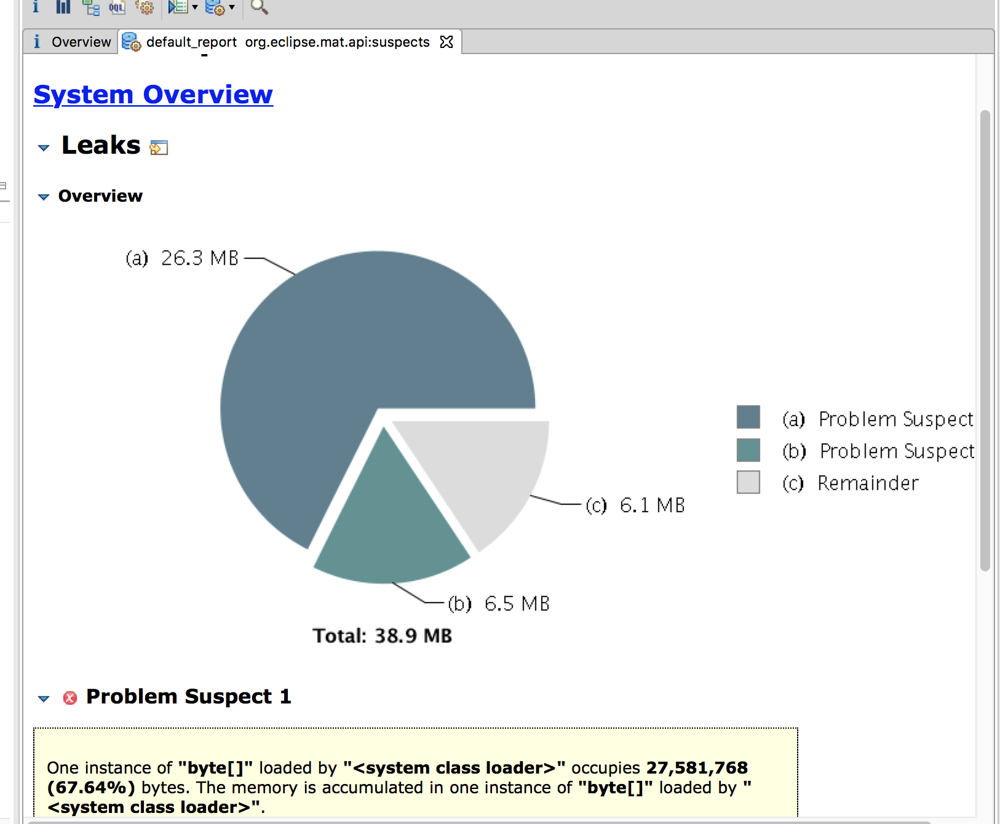 OQL
Overview
default_report org.eclipse.mat.api:suspects
System Overview
Leaks
Overview
(a) 26.3 MB
(a) Problem Suspect
(b) Problem Suspect
(c) Remainder
(c) 6.1 MB
(b) 6.5 MB
Total: 38.9 MB
Problem Suspect 1
One instance of "byte[]" loaded by "<system class loader>" occupies 27,581,768
(67.64%) bytes. The memory is accumulated in one instance of "byte[]" loaded by "
<system class loader>".